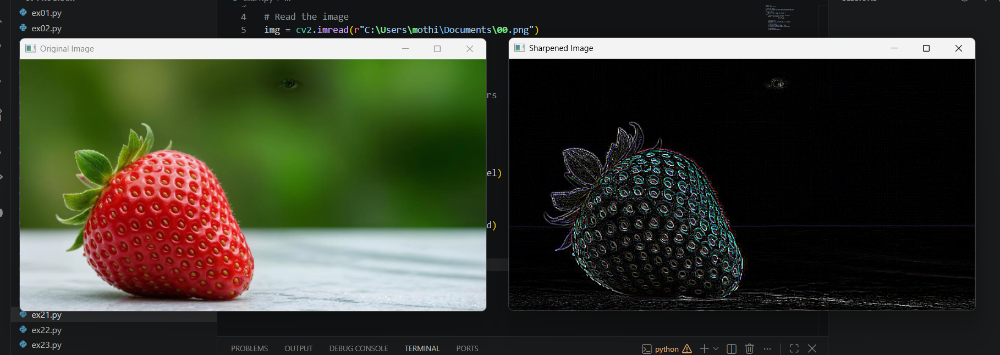 ex01.py
ex02.py
4 # Read the image
5 img = cv2.imread(r"C:\Users\mothi\Documents\00.png")
Original Image
Sharpened Image
rs
el)
d)
ex21.py
ex22.py
ex23.py
PROBLEMS OUTPUT DEBUG CONSOLE TERMINAL PORTS
python